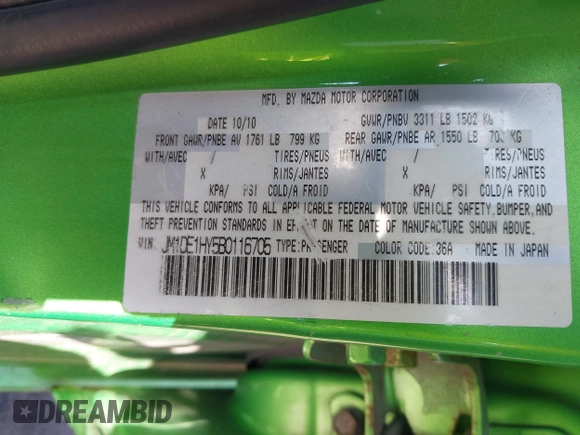 MFD. BY MAZDA MOTOR CORPORATION
DATE 10/10 GVWR/PNBV 3311 LB 1502 KG
FRONT GAWR/PNBE AV 1761 LB 799 KG REAR GAWR/PNBE AR 1550 LB KG
WITH/AVEC / TIRES/PNEUS WITH/AVEC / TIRES/PNEUS
X RIMS/JANTES X RIMS/JANTES
KPA/ PSI COLD/A FROID KPA/ PSI COLD/A FROID
THIS VEHICLE CONFORMS TO ALL APPLICABLE FEDERAL MOTOR VEHICLE SAFETY, BUMPER, AND
THEFT PREVENTION STANDARDS IN EFFECT ON THE DATE OF MANUFACTURE SHOWN ABOVE.
VIN: JM1DE1HY5B0116705 TYPE:PASSENGER COLOR CODE:36A MADE IN JAPAN
DREAMBID